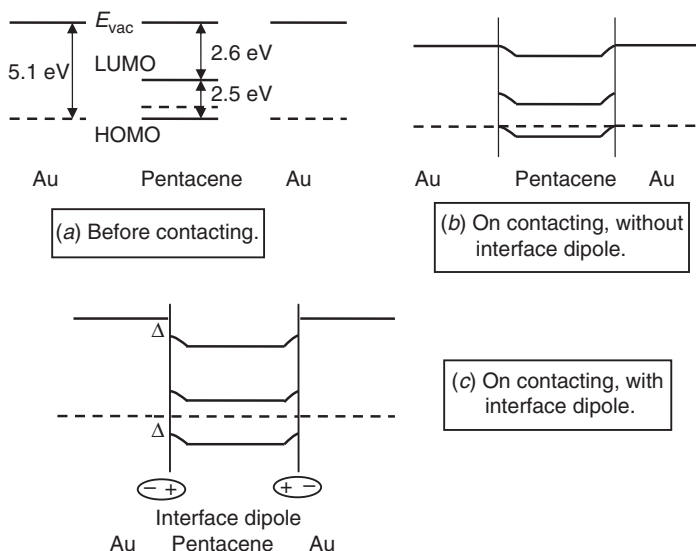 E_vac
5.1 eV
LUMO
2.6 eV
2.5 eV
HOMO
Au Pentacene Au
(a) Before contacting.
Au Pentacene Au
(b) On contacting, without
interface dipole.
Δ
Δ
− + + −
Interface dipole
Au Pentacene Au
(c) On contacting, with
interface dipole.